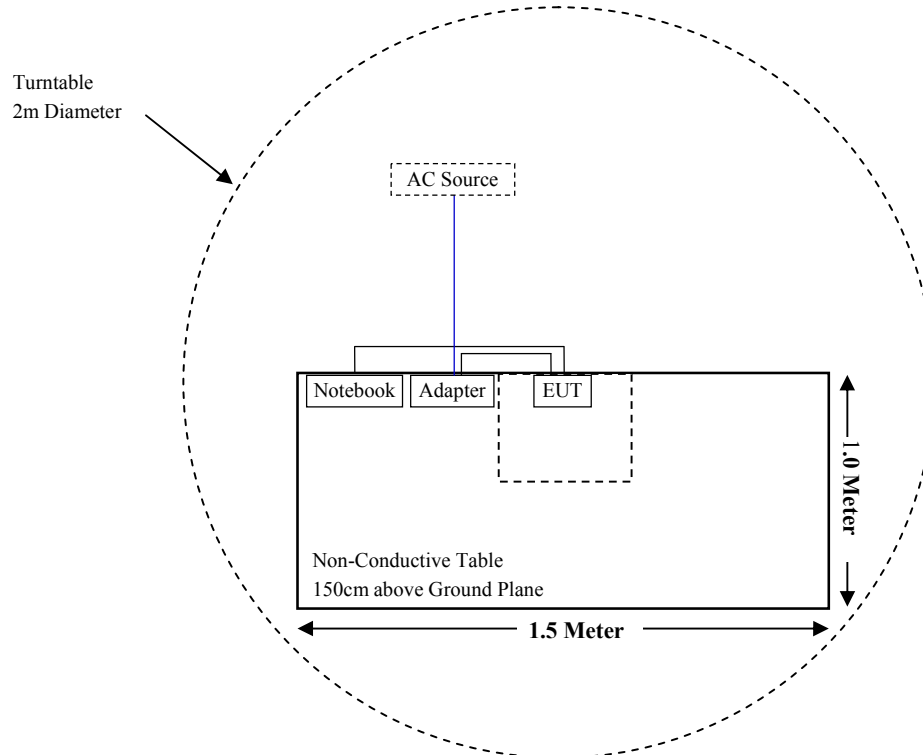 Turntable
2m Diameter
AC Source
Notebook
Adapter
EUT
1.0 Meter
Non-Conductive Table
150cm above Ground Plane
1.5 Meter